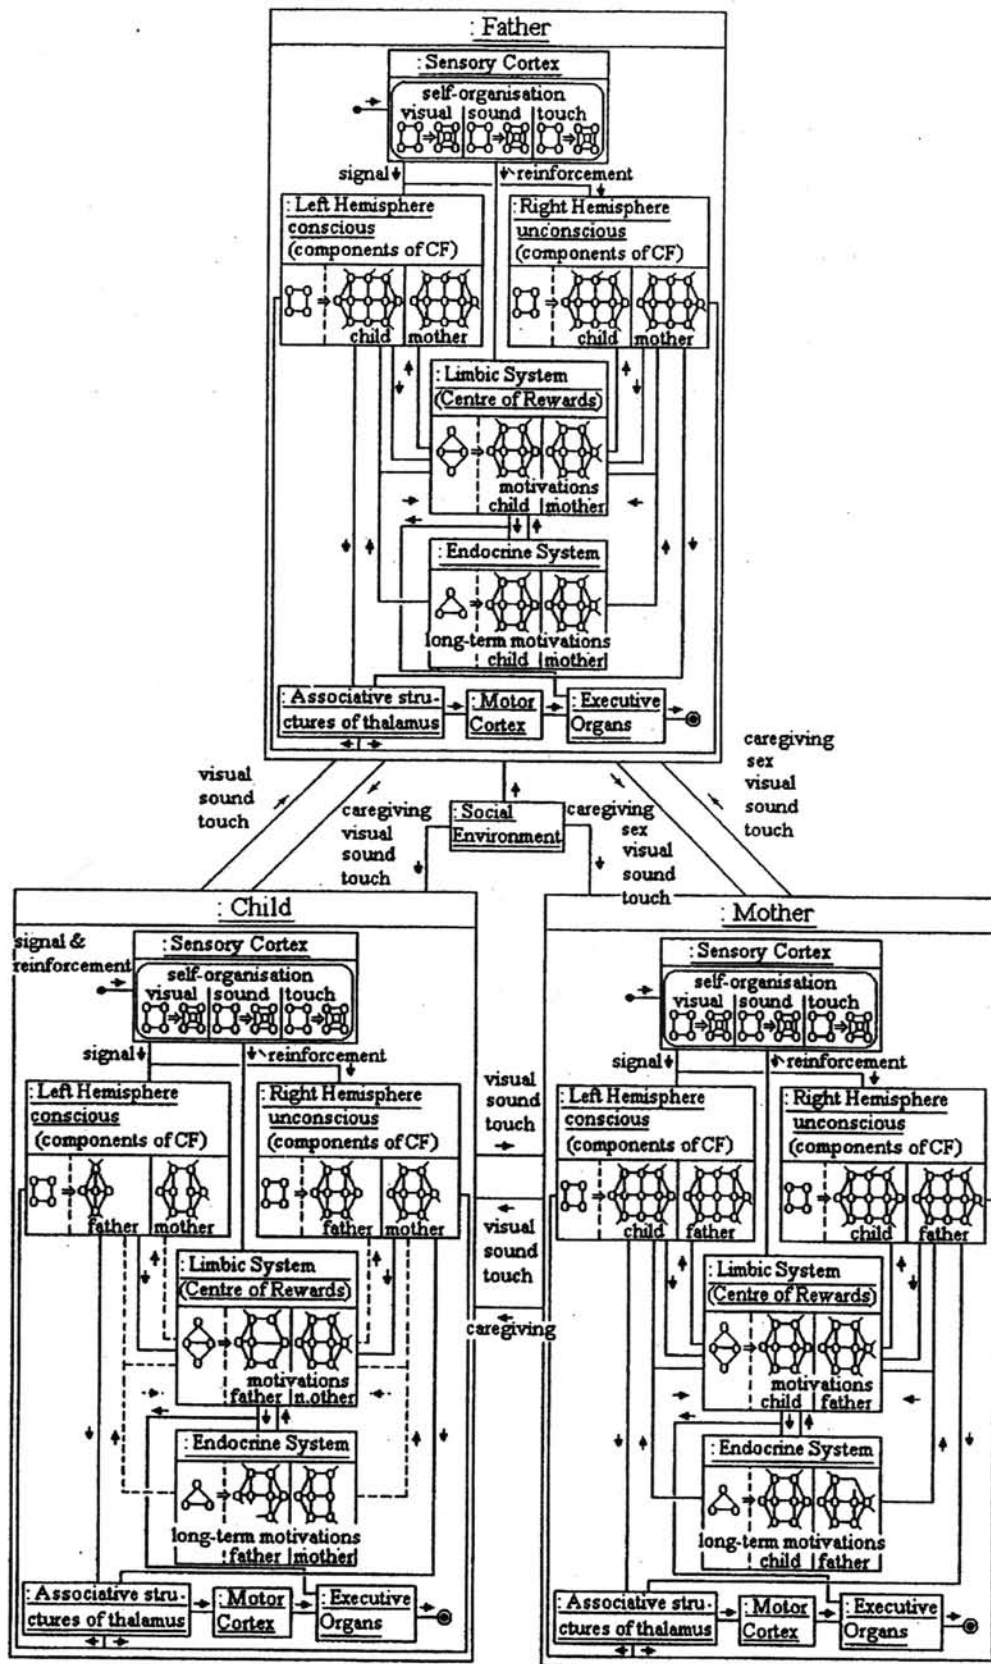 : Father
: Sensory Cortex
self-organisation
visual sound touch
signal reinforcement
: Left Hemisphere
conscious
(components of CF)
child mother
: Right Hemisphere
unconscious
(components of CF)
child mother
: Limbic System
(Centre of Rewards)
motivations
child mother
: Endocrine System
long-term motivations
child mother
: Associative stru-
ctures of thalamus
: Motor
Cortex
: Executive
Organs
visual
sound
touch
caregiving
visual
sound
touch
: Social
Environment
caregiving
sex
visual
sound
touch
caregiving
sex
visual
sound
touch
: Child
signal &
reinforcement
: Sensory Cortex
self-organisation
visual sound touch
signal reinforcement
: Left Hemisphere
conscious
(components of CF)
father mother
: Right Hemisphere
unconscious
(components of CF)
father mother
: Limbic System
(Centre of Rewards)
motivations
father n.other
: Endocrine System
long-term motivations
father mother
: Associative stru-
ctures of thalamus
: Motor
Cortex
: Executive
Organs
visual
sound
touch
visual
sound
touch
caregiving
: Mother
: Sensory Cortex
self-organisation
visual sound touch
signal reinforcement
: Left Hemisphere
conscious
(components of CF)
child father
: Right Hemisphere
unconscious
(components of CF)
child father
: Limbic System
(Centre of Rewards)
motivations
child father
: Endocrine System
long-term motivations
child father
: Associative stru-
ctures of thalamus
: Motor
Cortex
: Executive
Organs